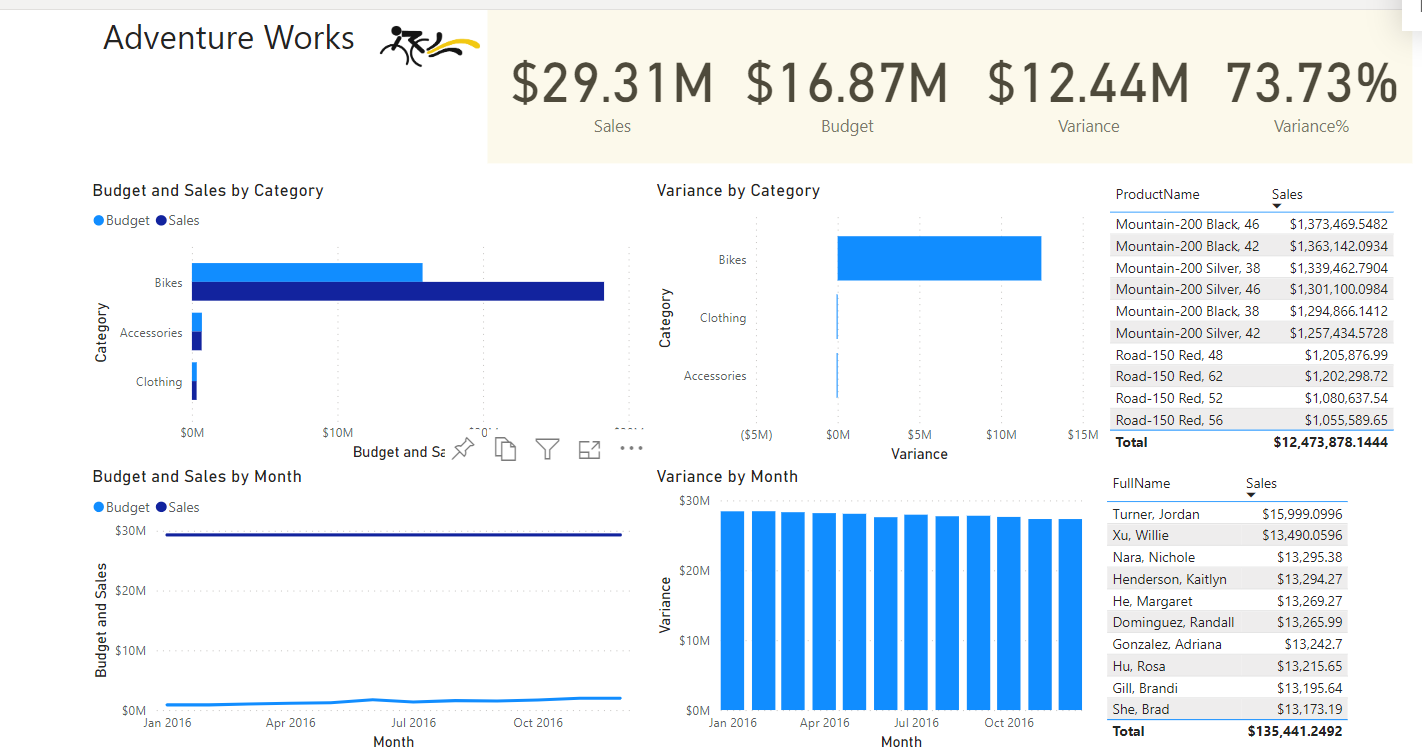 Adventure Works
$29.31M
Sales
$16.87M
Budget
$12.44M
Variance
73.73%
Variance%
Budget and Sales by Category
Budget Sales
Category
Bikes
Accessories
Clothing
$0M $10M
Budget and Sa
Variance by Category
Category
Bikes
Clothing
Accessories
($5M) $0M $5M $10M $15M
Variance
ProductName Sales
Mountain-200 Black, 46 $1,373,469.5482
Mountain-200 Black, 42 $1,363,142.0934
Mountain-200 Silver, 38 $1,339,462.7904
Mountain-200 Silver, 46 $1,301,100.0984
Mountain-200 Black, 38 $1,294,866.1412
Mountain-200 Silver, 42 $1,257,434.5728
Road-150 Red, 48 $1,205,876.99
Road-150 Red, 62 $1,202,298.72
Road-150 Red, 52 $1,080,637.54
Road-150 Red, 56 $1,055,589.65
Total $12,473,878.1444
Budget and Sales by Month
Budget Sales
Budget and Sales
$30M
$20M
$10M
$0M
Jan 2016 Apr 2016 Jul 2016 Oct 2016
Month
Variance by Month
Variance
$30M
$20M
$10M
$0M
Jan 2016 Apr 2016 Jul 2016 Oct 2016
Month
FullName Sales
Turner, Jordan $15,999.0996
Xu, Willie $13,490.0596
Nara, Nichole $13,295.38
Henderson, Kaitlyn $13,294.27
He, Margaret $13,269.27
Dominguez, Randall $13,265.99
Gonzalez, Adriana $13,242.7
Hu, Rosa $13,215.65
Gill, Brandi $13,195.64
She, Brad $13,173.19
Total $135,441.2492